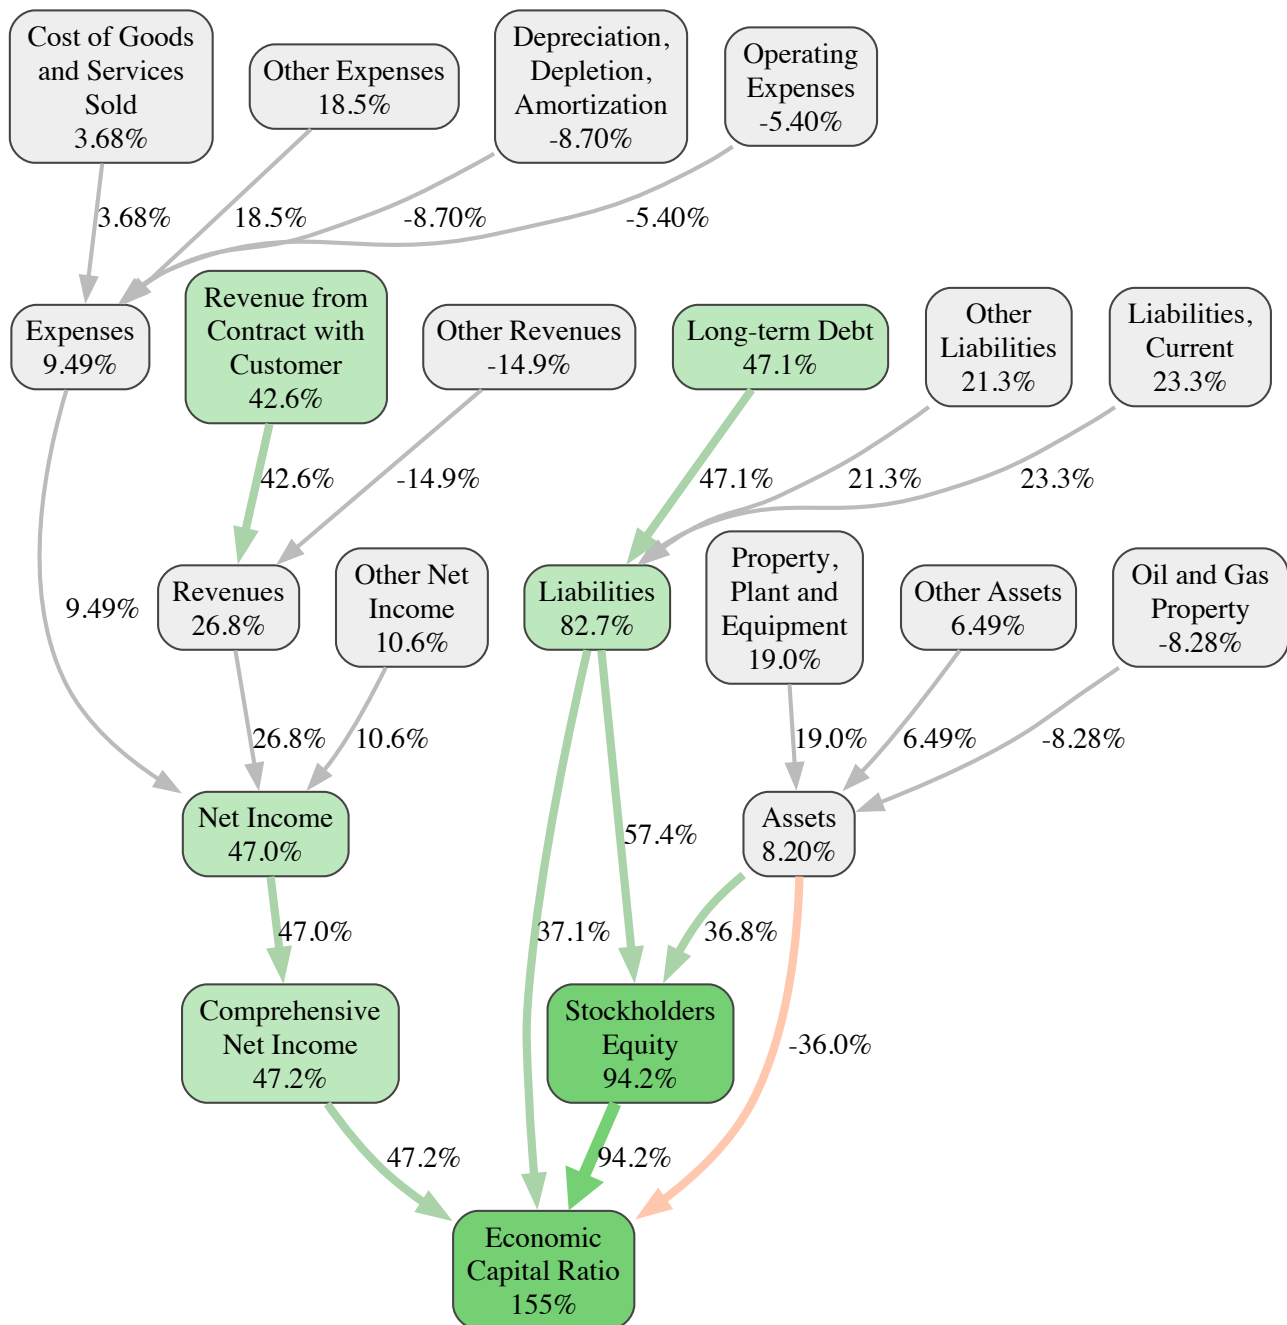 Cost of Goods
and Services
Sold
3.68%
Other Expenses
18.5%
Depreciation,
Depletion,
Amortization
-8.70%
Operating
Expenses
-5.40%
3.68%
18.5%
-8.70%
-5.40%
Expenses
9.49%
Revenue from
Contract with
Customer
42.6%
Other Revenues
-14.9%
Long-term Debt
47.1%
Other
Liabilities
21.3%
Liabilities,
Current
23.3%
42.6%
-14.9%
47.1%
21.3%
23.3%
9.49%
Revenues
26.8%
Other Net
Income
10.6%
Liabilities
82.7%
Property,
Plant and
Equipment
19.0%
Other Assets
6.49%
Oil and Gas
Property
-8.28%
26.8%
10.6%
19.0%
6.49%
-8.28%
Net Income
47.0%
57.4%
Assets
8.20%
47.0%
37.1%
36.8%
Comprehensive
Net Income
47.2%
Stockholders
Equity
94.2%
-36.0%
47.2%
94.2%
Economic
Capital Ratio
155%